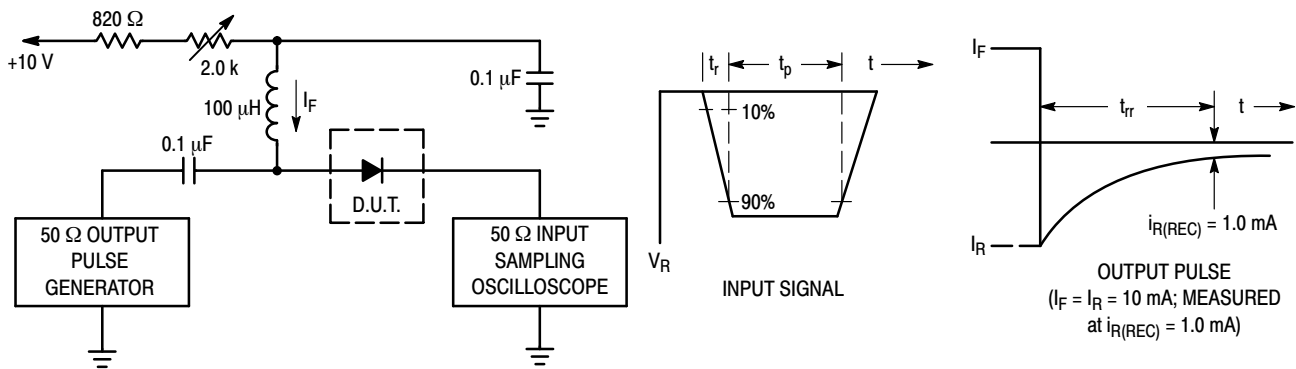 820 Ω
+10 V
2.0 k
0.1 μF
100 μH
I_F
0.1 μF
D.U.T.
50 Ω OUTPUT
PULSE
GENERATOR
50 Ω INPUT
SAMPLING
OSCILLOSCOPE
t_r
t_p
t
10%
90%
V_R
INPUT SIGNAL
I_F
t_rr
t
I_R
i_R(REC) = 1.0 mA
OUTPUT PULSE
(I_F = I_R = 10 mA; MEASURED
at i_R(REC) = 1.0 mA)